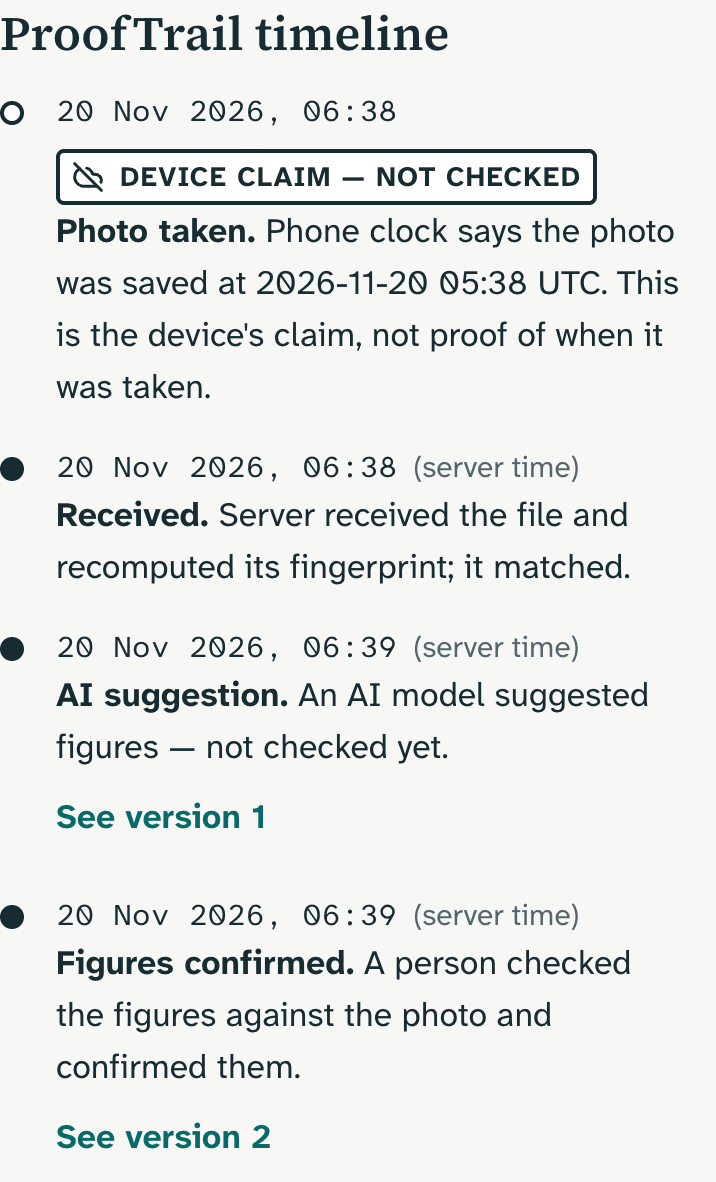 ProofTrail timeline
20 Nov 2026, 06:38
DEVICE CLAIM — NOT CHECKED
Photo taken. Phone clock says the photo
was saved at 2026-11-20 05:38 UTC. This
is the device's claim, not proof of when it
was taken.
20 Nov 2026, 06:38 (server time)
Received. Server received the file and
recomputed its fingerprint; it matched.
20 Nov 2026, 06:39 (server time)
AI suggestion. An AI model suggested
figures — not checked yet.
See version 1
20 Nov 2026, 06:39 (server time)
Figures confirmed. A person checked
the figures against the photo and
confirmed them.
See version 2